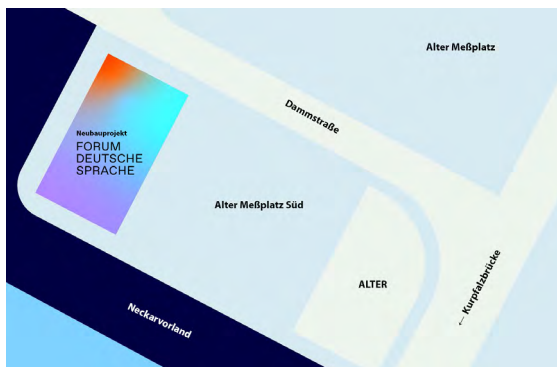 Alter Meßplatz
Dammstraße
Neubauprojekt
FORUM
DEUTSCHE
SPRACHE
Alter Meßplatz Süd
ALTER
← Kurpfalzbrücke
Neckarvorland